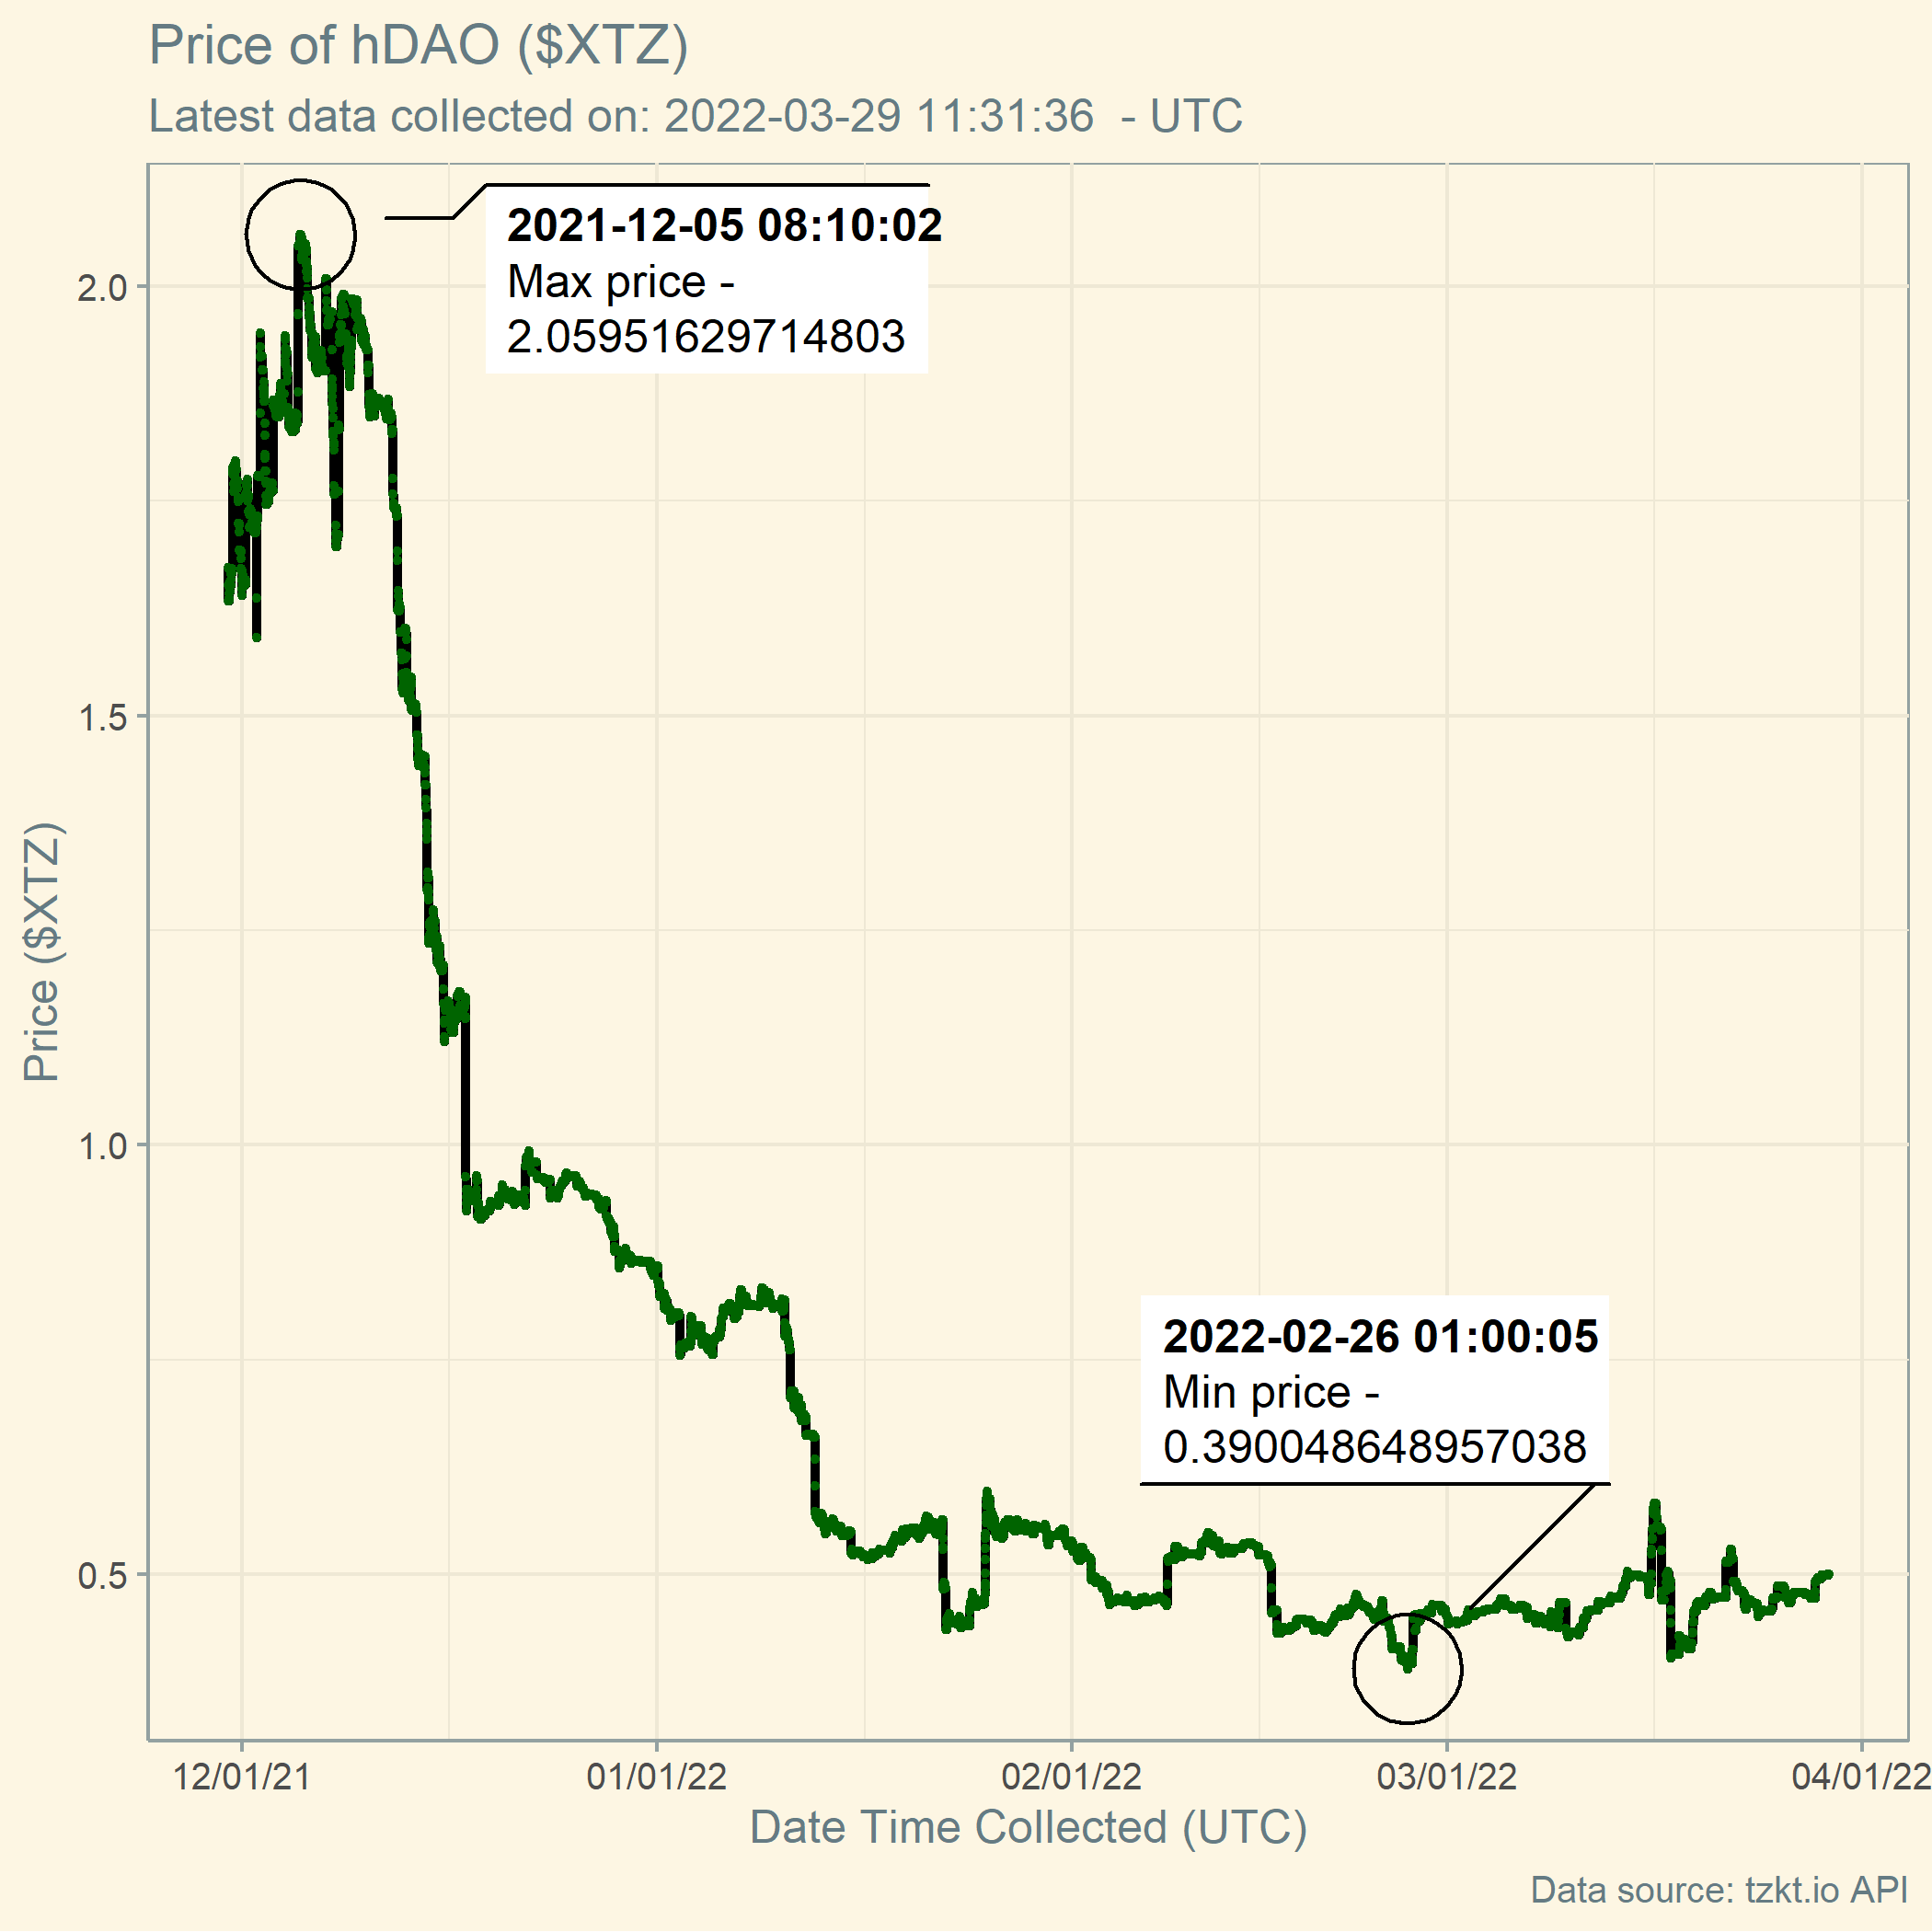 Price of hDAO ($XTZ)
Latest data collected on: 2022-03-29 11:31:36  - UTC
2021-12-05 08:10:02
Max price -
2.05951629714803
2.0
1.5
Price ($XTZ)
1.0
2022-02-26 01:00:05
Min price -
0.390048648957038
0.5
12/01/21 01/01/22 02/01/22 03/01/22 04/01/22
Date Time Collected (UTC)
Data source: tzkt.io API